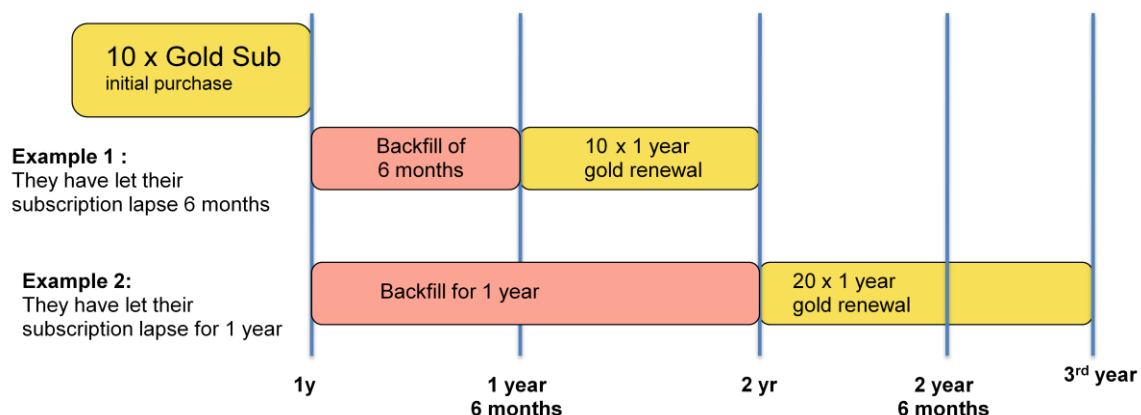 10 x Gold Sub
initial purchase
Example 1 :
They have let their
subscription lapse 6 months
Backfill of
6 months
10 x 1 year
gold renewal
Example 2:
They have let their
subscription lapse for 1 year
Backfill for 1 year
20 x 1 year
gold renewal
1y
1 year
6 months
2 yr
2 year
6 months
3rd year